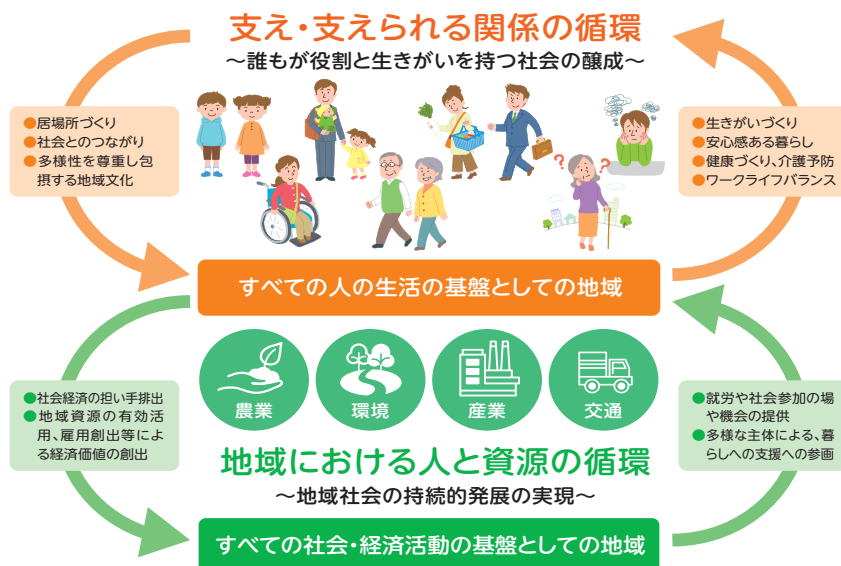 支え・支えられる関係の循環
～誰もが役割と生きがいを持つ社会の醸成～
●居場所づくり
●社会とのつながり
●多様性を尊重し包
摂する地域文化
●生きがいづくり
●安心感ある暮らし
●健康づくり、介護予防
●ワークライフバランス
? ?
すべての人の生活の基盤としての地域
農業
環境
産業
交通
●社会経済の担い手排出
●地域資源の有効活
用、雇用創出等によ
る経済価値の創出
●就労や社会参加の場
や機会の提供
●多様な主体による、暮
らしへの支援への参画
地域における人と資源の循環
～地域社会の持続的発展の実現～
すべての社会・経済活動の基盤としての地域